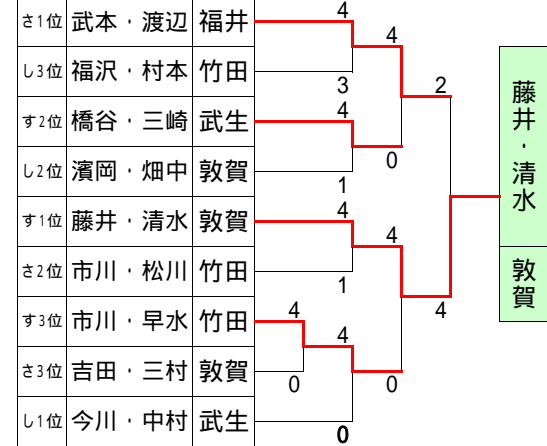 さ1位 武本・渡辺 福井
4
4
し3位 福沢・村本 竹田
3
2
す2位 橋谷・三崎 武生
4
0
し2位 濱岡・畑中 敦賀
1
す1位 藤井・清水 敦賀
4
4
さ2位 市川・松川 竹田
1
4
す3位 市川・早水 竹田
4
4
さ3位 吉田・三村 敦賀
0
0
し1位 今川・中村 武生
0
藤井・清水
敦賀